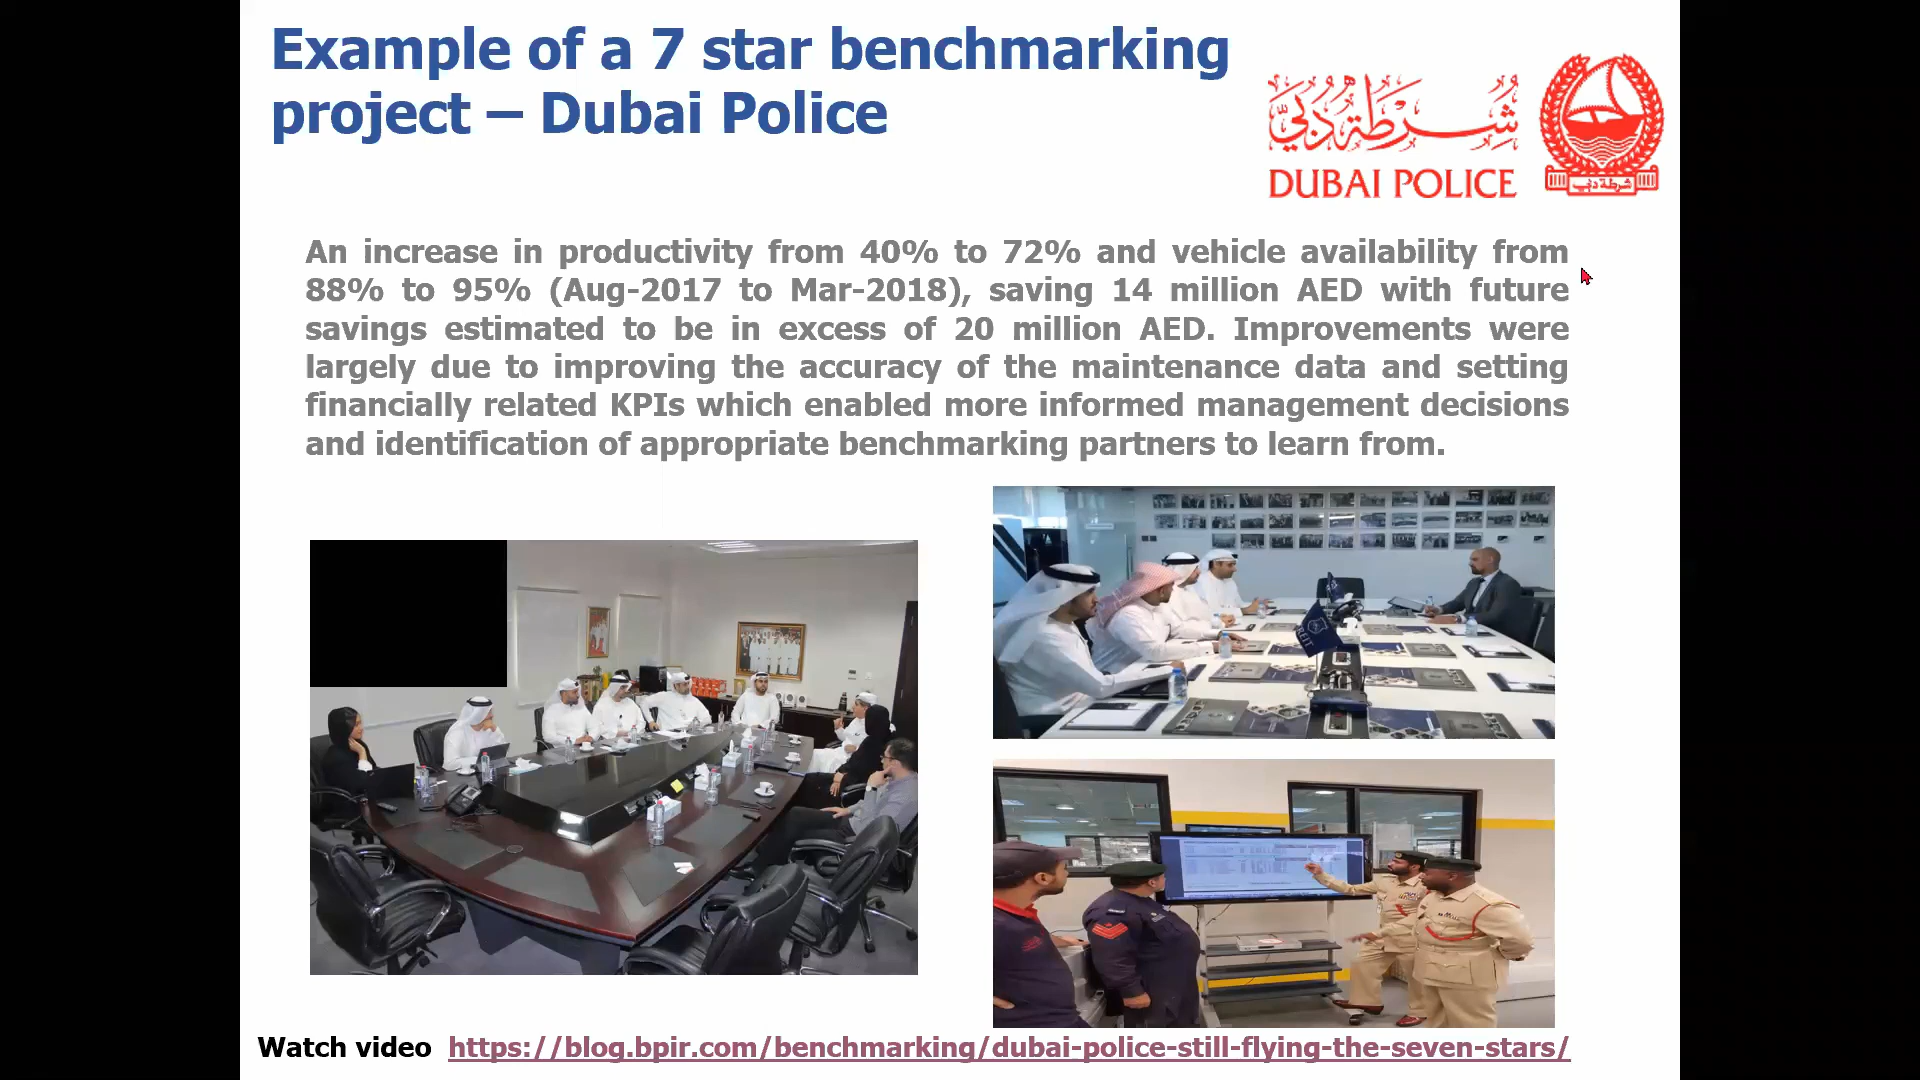 Example of a 7 star benchmarking
project – Dubai Police
شرطة دبي
DUBAI POLICE
شرطة دبي
An increase in productivity from 40% to 72% and vehicle availability from
88% to 95% (Aug-2017 to Mar-2018), saving 14 million AED with future
savings estimated to be in excess of 20 million AED. Improvements were
largely due to improving the accuracy of the maintenance data and setting
financially related KPIs which enabled more informed management decisions
and identification of appropriate benchmarking partners to learn from.
Watch video https://blog.bpir.com/benchmarking/dubai-police-still-flying-the-seven-stars/